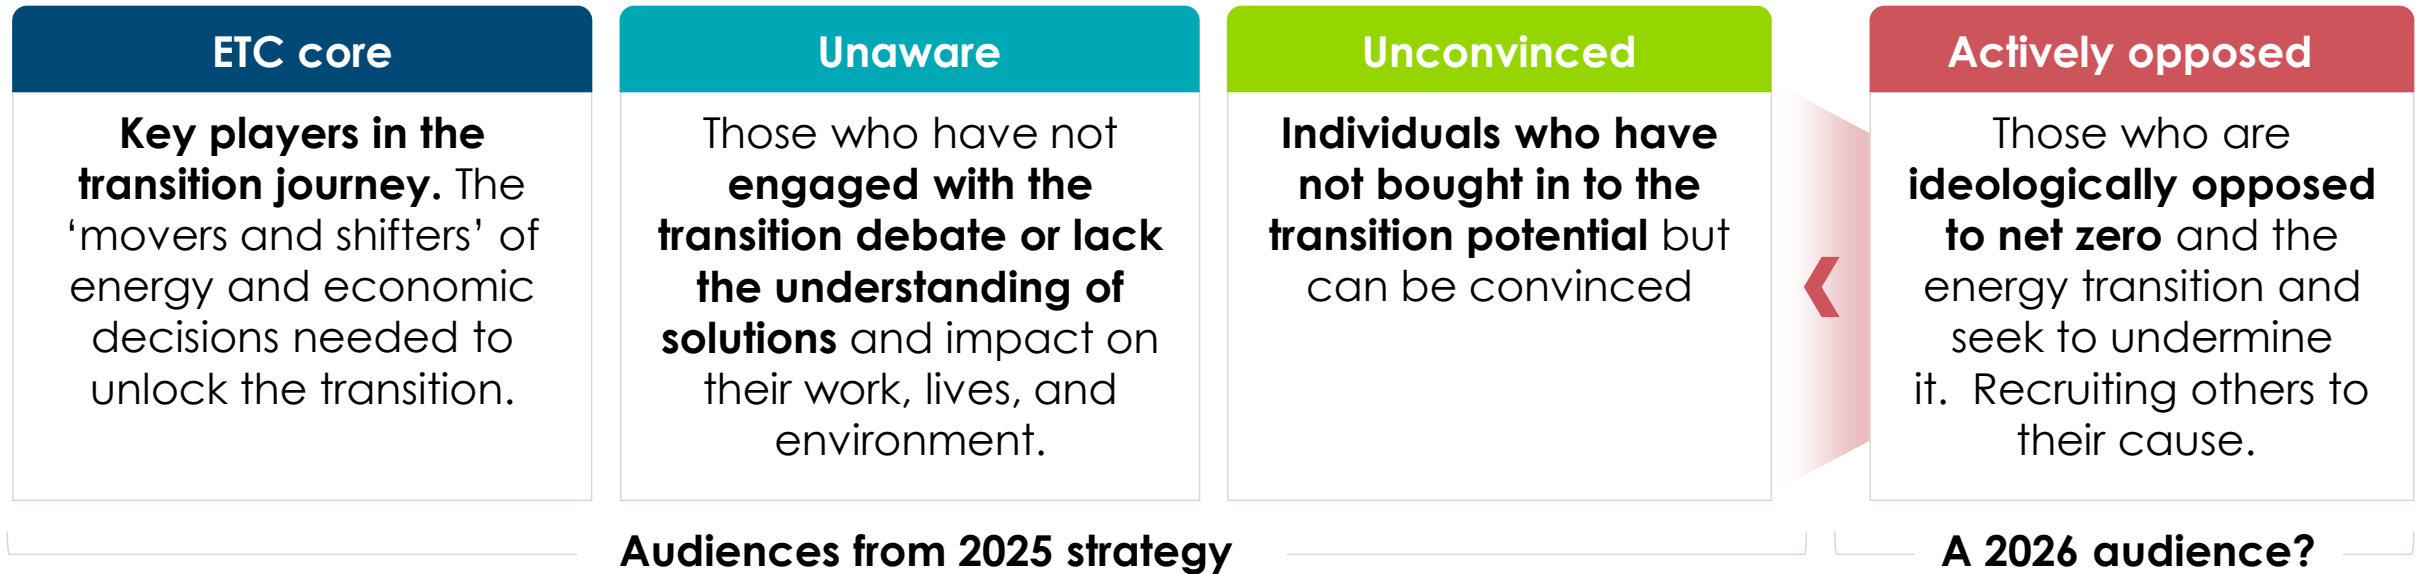 ETC core
Key players in the
transition journey. The
‘movers and shifters’ of
energy and economic
decisions needed to
unlock the transition.
Unaware
Those who have not
engaged with the
transition debate or lack
the understanding of
solutions and impact on
their work, lives, and
environment.
Unconvinced
Individuals who have
not bought in to the
transition potential but
can be convinced
Actively opposed
Those who are
ideologically opposed
to net zero and the
energy transition and
seek to undermine
it.  Recruiting others to
their cause.
Audiences from 2025 strategy
A 2026 audience?